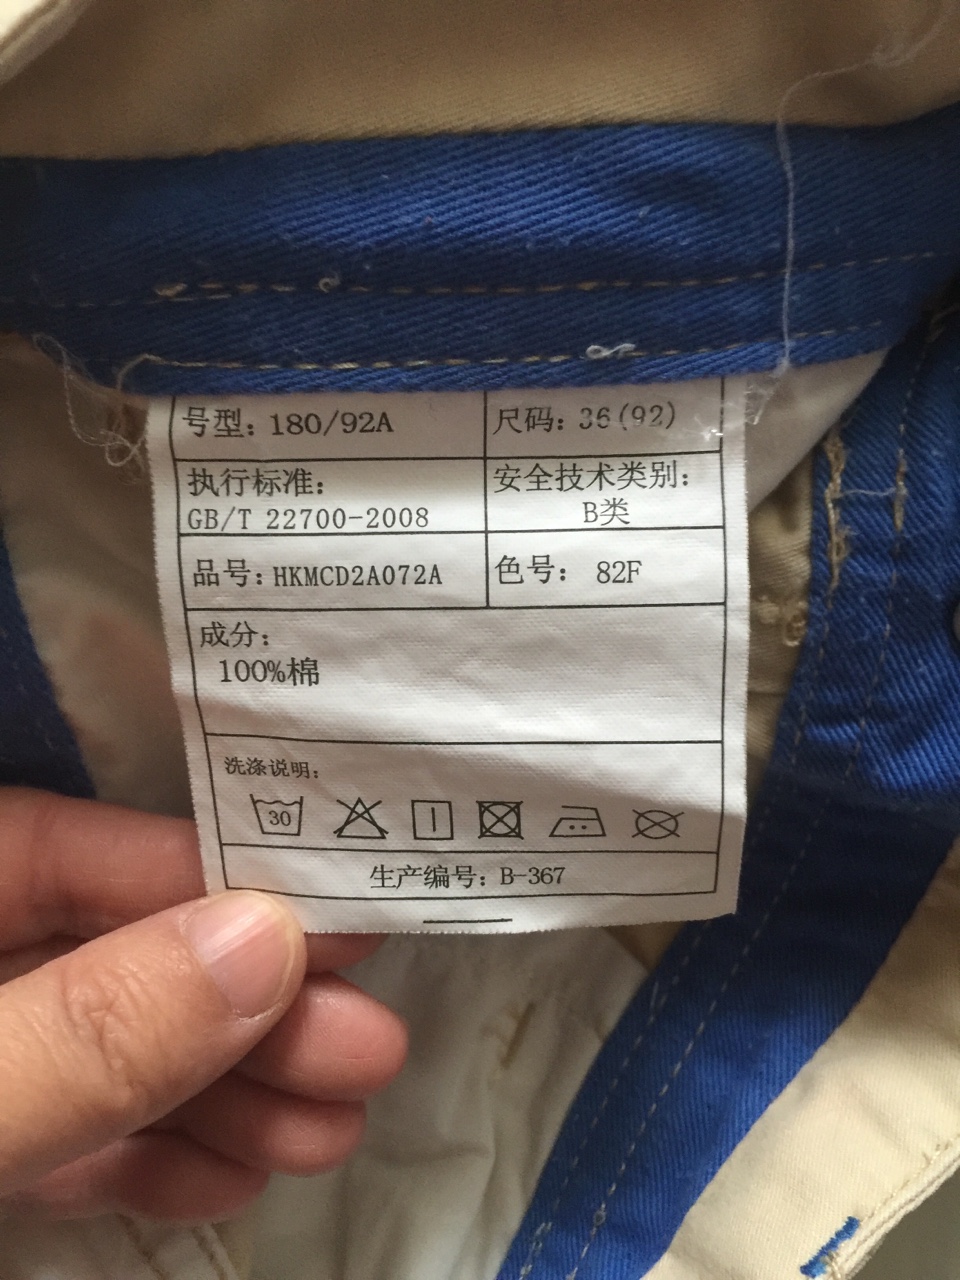 号型：180/92A 尺码：36(92)
执行标准： 安全技术类别：
GB/T 22700-2008 B类
品号：HKMCD2A072A 色号： 82F
成分：
100%棉
洗涤说明：
30
生产编号：B-367